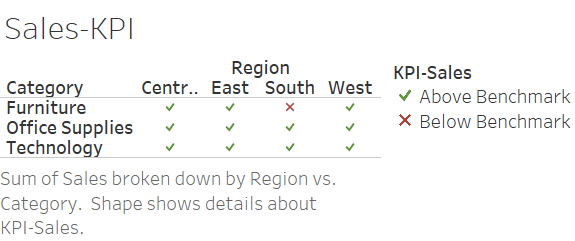 Sales-KPI
Region
Category Centr.. East South West
Furniture
Office Supplies
Technology
KPI-Sales
Above Benchmark
Below Benchmark
Sum of Sales broken down by Region vs.
Category. Shape shows details about
KPI-Sales.